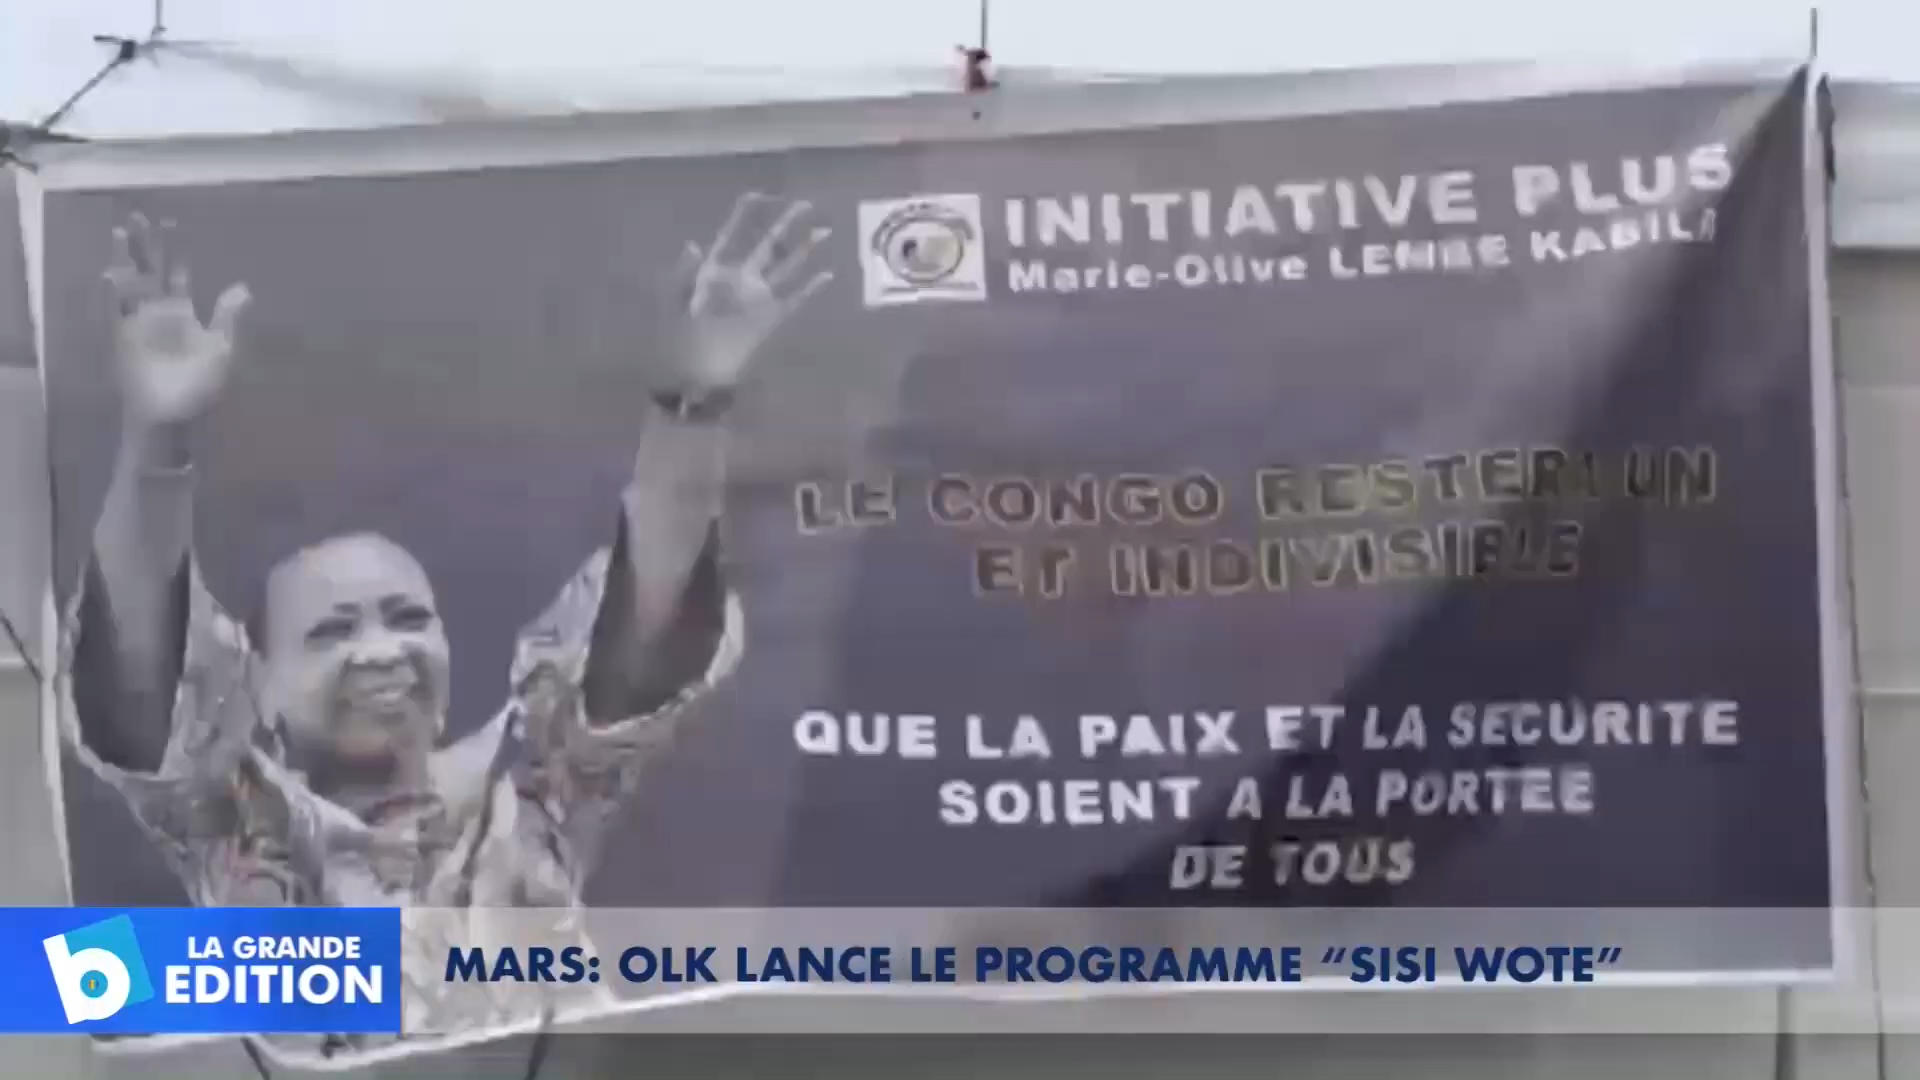 INITIATIVE PLUS
Marie-Olive LEMBE KABILA
LE CONGO RESTERA UN
ET INDIVISIBLE
QUE LA PAIX ET LA SECURITE
SOIENT A LA PORTEE
DE TOUS
LA GRANDE
EDITION
MARS: OLK LANCE LE PROGRAMME “SISI WOTE”